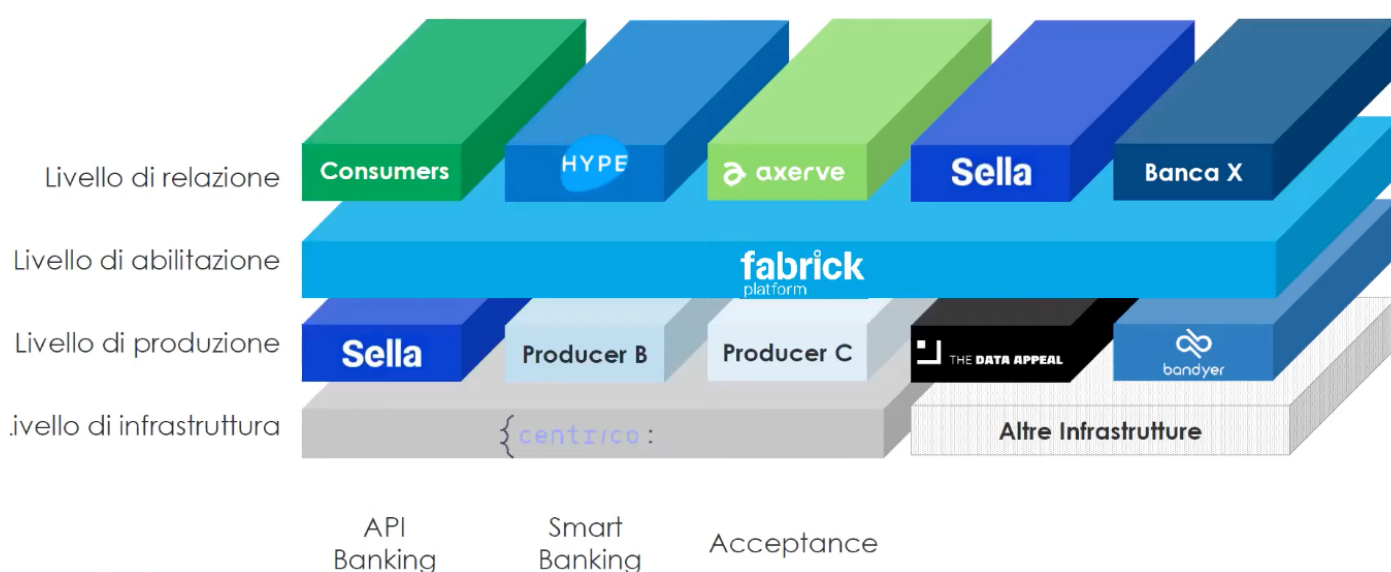 Livello di relazione
Consumers
HYPE
axerve
Sella
Banca X
Livello di abilitazione
fabrick
platform
Livello di produzione
Sella
Producer B
Producer C
THE DATA APPEAL
bandyer
ivello di infrastruttura
{centrico:
Altre Infrastrutture
API
Banking
Smart
Banking
Acceptance